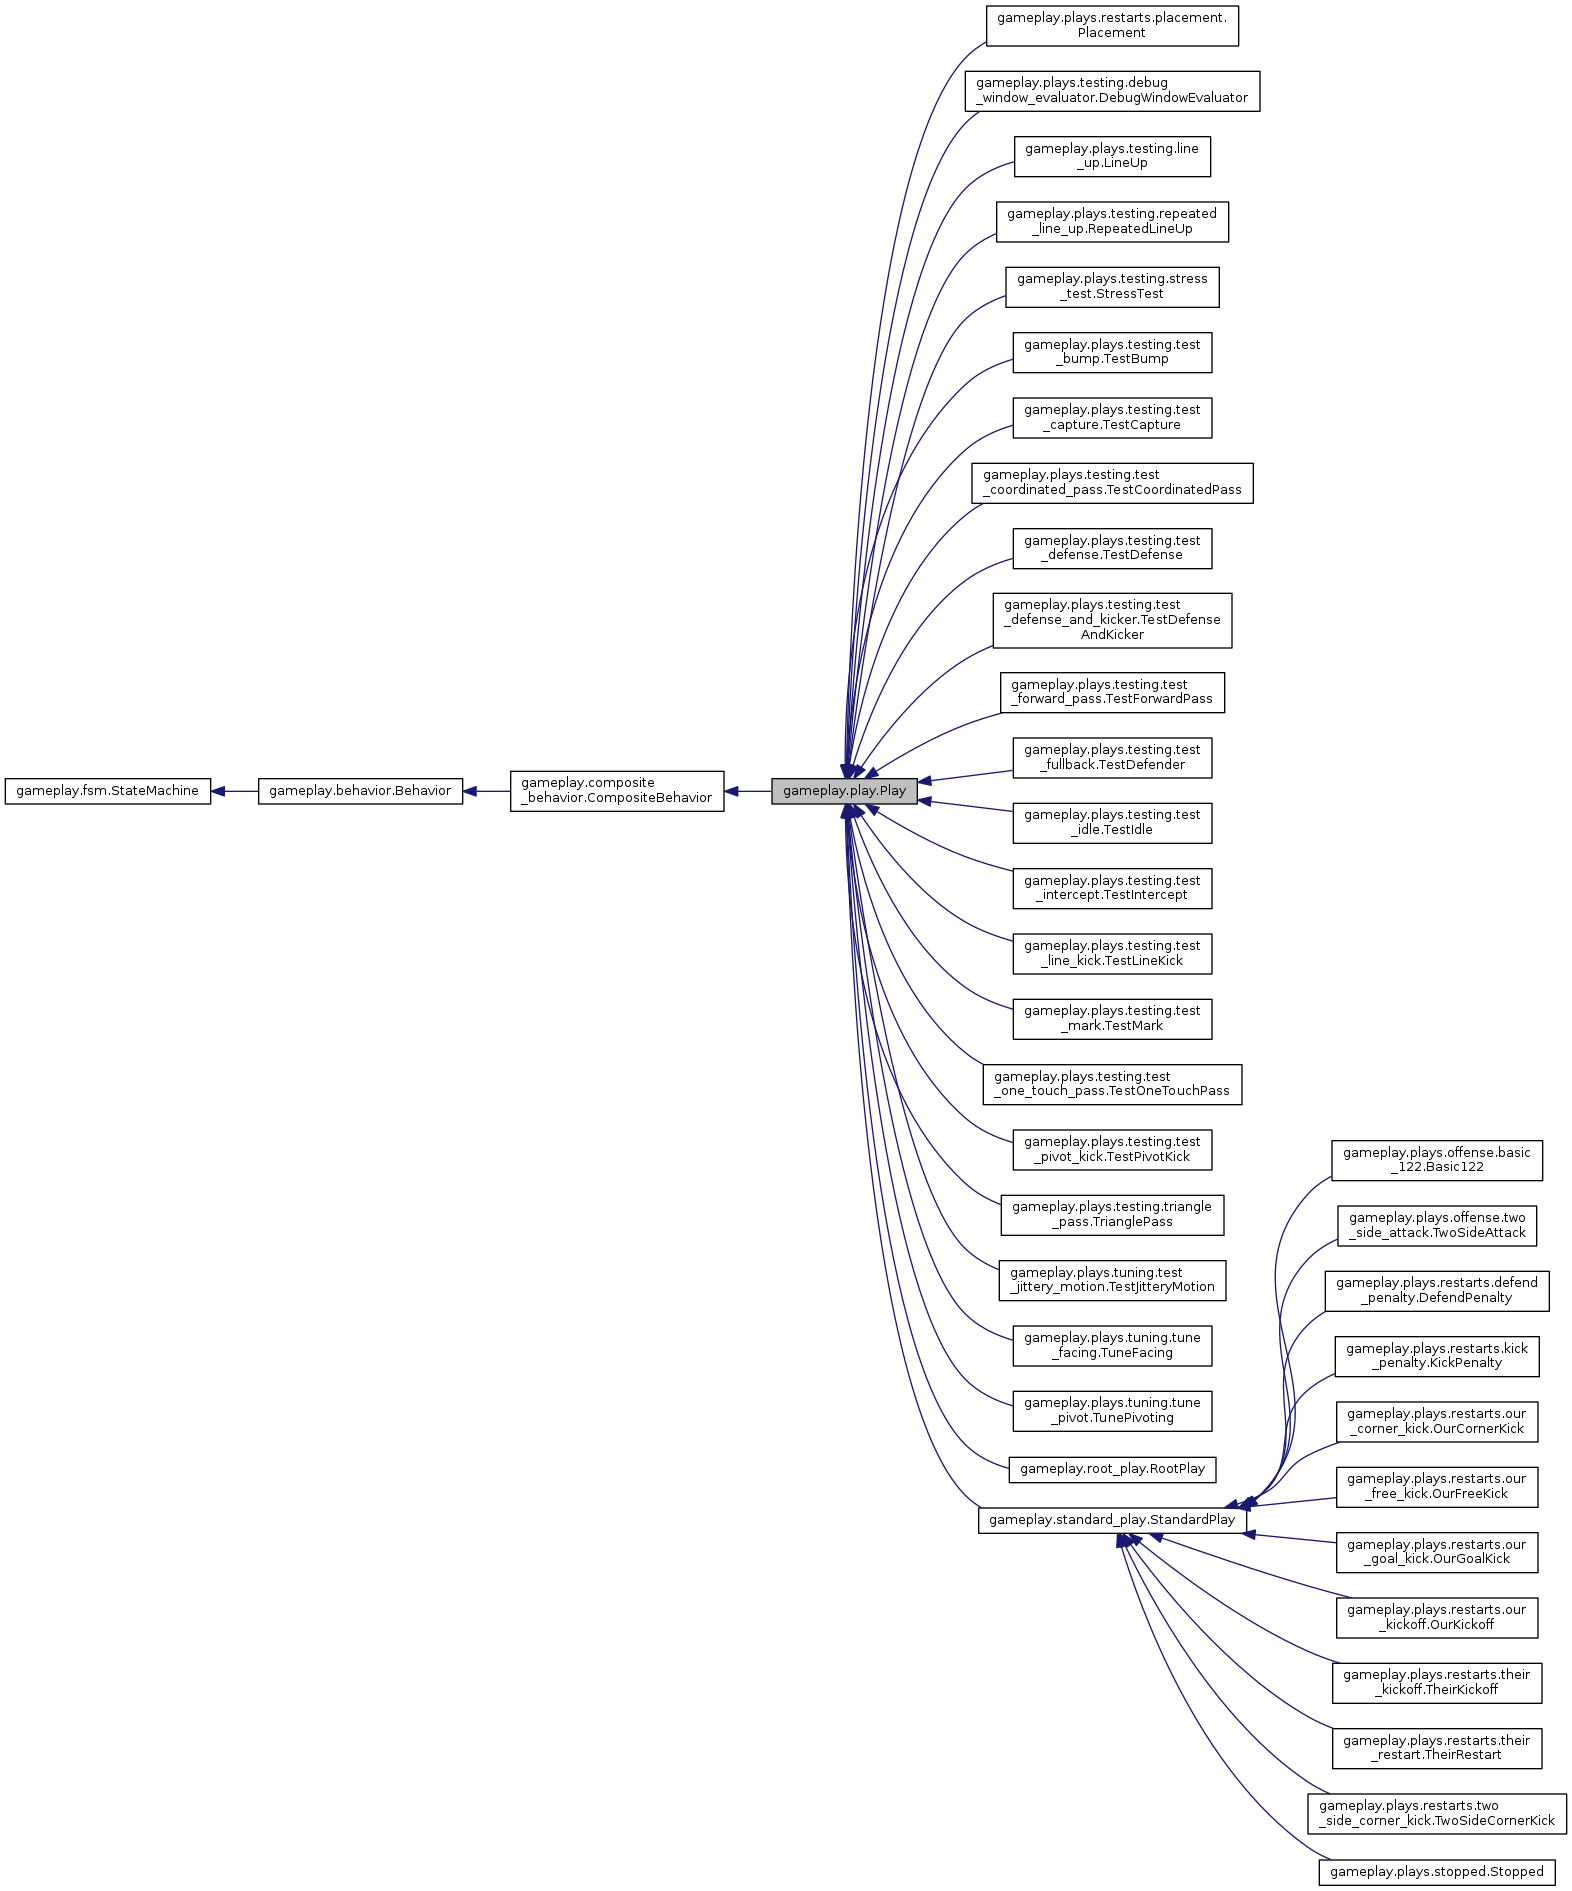 gameplay.plays.restarts.placement.
Placement
gameplay.plays.testing.debug
_window_evaluator.DebugWindowEvaluator
gameplay.plays.testing.line
_up.LineUp
gameplay.plays.testing.repeated
_line_up.RepeatedLineUp
gameplay.plays.testing.stress
_test.StressTest
gameplay.plays.testing.test
_bump.TestBump
gameplay.plays.testing.test
_capture.TestCapture
gameplay.plays.testing.test
_coordinated_pass.TestCoordinatedPass
gameplay.plays.testing.test
_defense.TestDefense
gameplay.plays.testing.test
_defense_and_kicker.TestDefense
AndKicker
gameplay.plays.testing.test
_forward_pass.TestForwardPass
gameplay.plays.testing.test
_fullback.TestDefender
gameplay.fsm.StateMachine
gameplay.behavior.Behavior
gameplay.composite
_behavior.CompositeBehavior
gameplay.play.Play
gameplay.plays.testing.test
_idle.TestIdle
gameplay.plays.testing.test
_intercept.TestIntercept
gameplay.plays.testing.test
_line_kick.TestLineKick
gameplay.plays.testing.test
_mark.TestMark
gameplay.plays.testing.test
_one_touch_pass.TestOneTouchPass
gameplay.plays.testing.test
_pivot_kick.TestPivotKick
gameplay.plays.testing.triangle
_pass.TrianglePass
gameplay.plays.tuning.test
_jittery_motion.TestJitteryMotion
gameplay.plays.tuning.tune
_facing.TuneFacing
gameplay.plays.tuning.tune
_pivot.TunePivoting
gameplay.root_play.RootPlay
gameplay.standard_play.StandardPlay
gameplay.plays.offense.basic
_122.Basic122
gameplay.plays.offense.two
_side_attack.TwoSideAttack
gameplay.plays.restarts.defend
_penalty.DefendPenalty
gameplay.plays.restarts.kick
_penalty.KickPenalty
gameplay.plays.restarts.our
_corner_kick.OurCornerKick
gameplay.plays.restarts.our
_free_kick.OurFreeKick
gameplay.plays.restarts.our
_goal_kick.OurGoalKick
gameplay.plays.restarts.our
_kickoff.OurKickoff
gameplay.plays.restarts.their
_kickoff.TheirKickoff
gameplay.plays.restarts.their
_restart.TheirRestart
gameplay.plays.restarts.two
_side_corner_kick.TwoSideCornerKick
gameplay.plays.stopped.Stopped